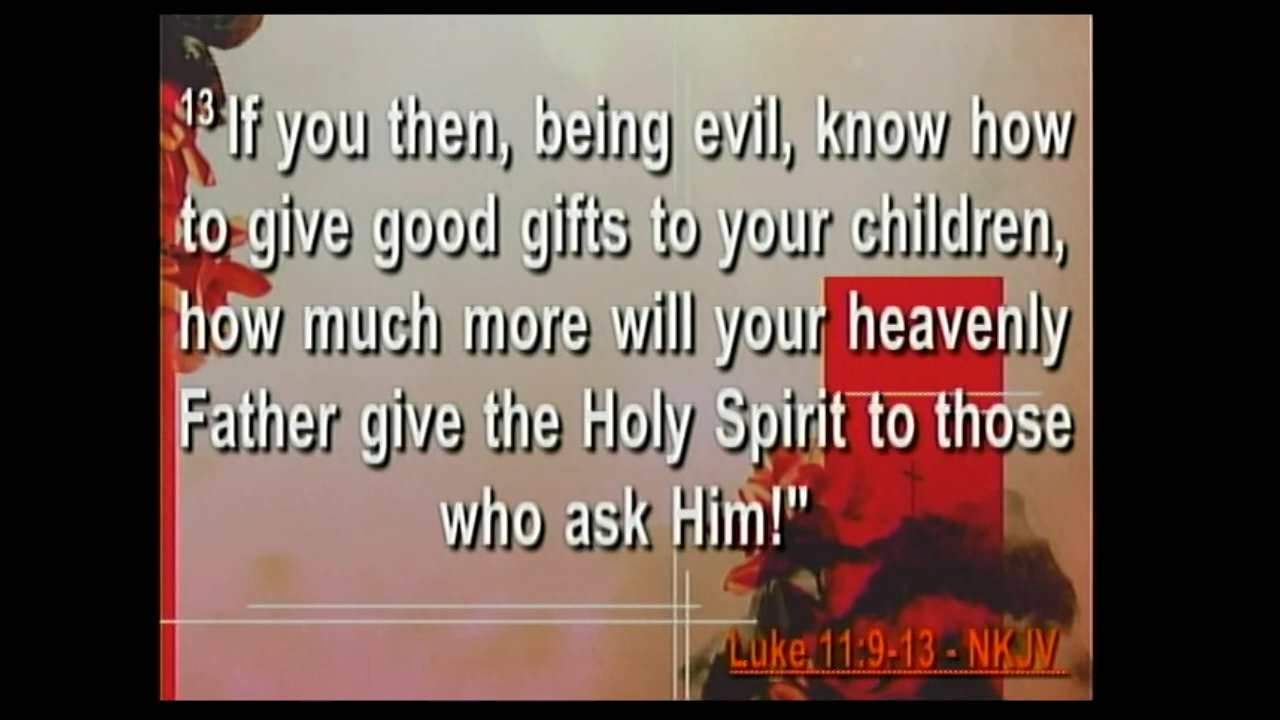 13 If you then, being evil, know how
to give good gifts to your children,
how much more will your heavenly
Father give the Holy Spirit to those
who ask Him!"
Luke 11:9-13 - NKJV